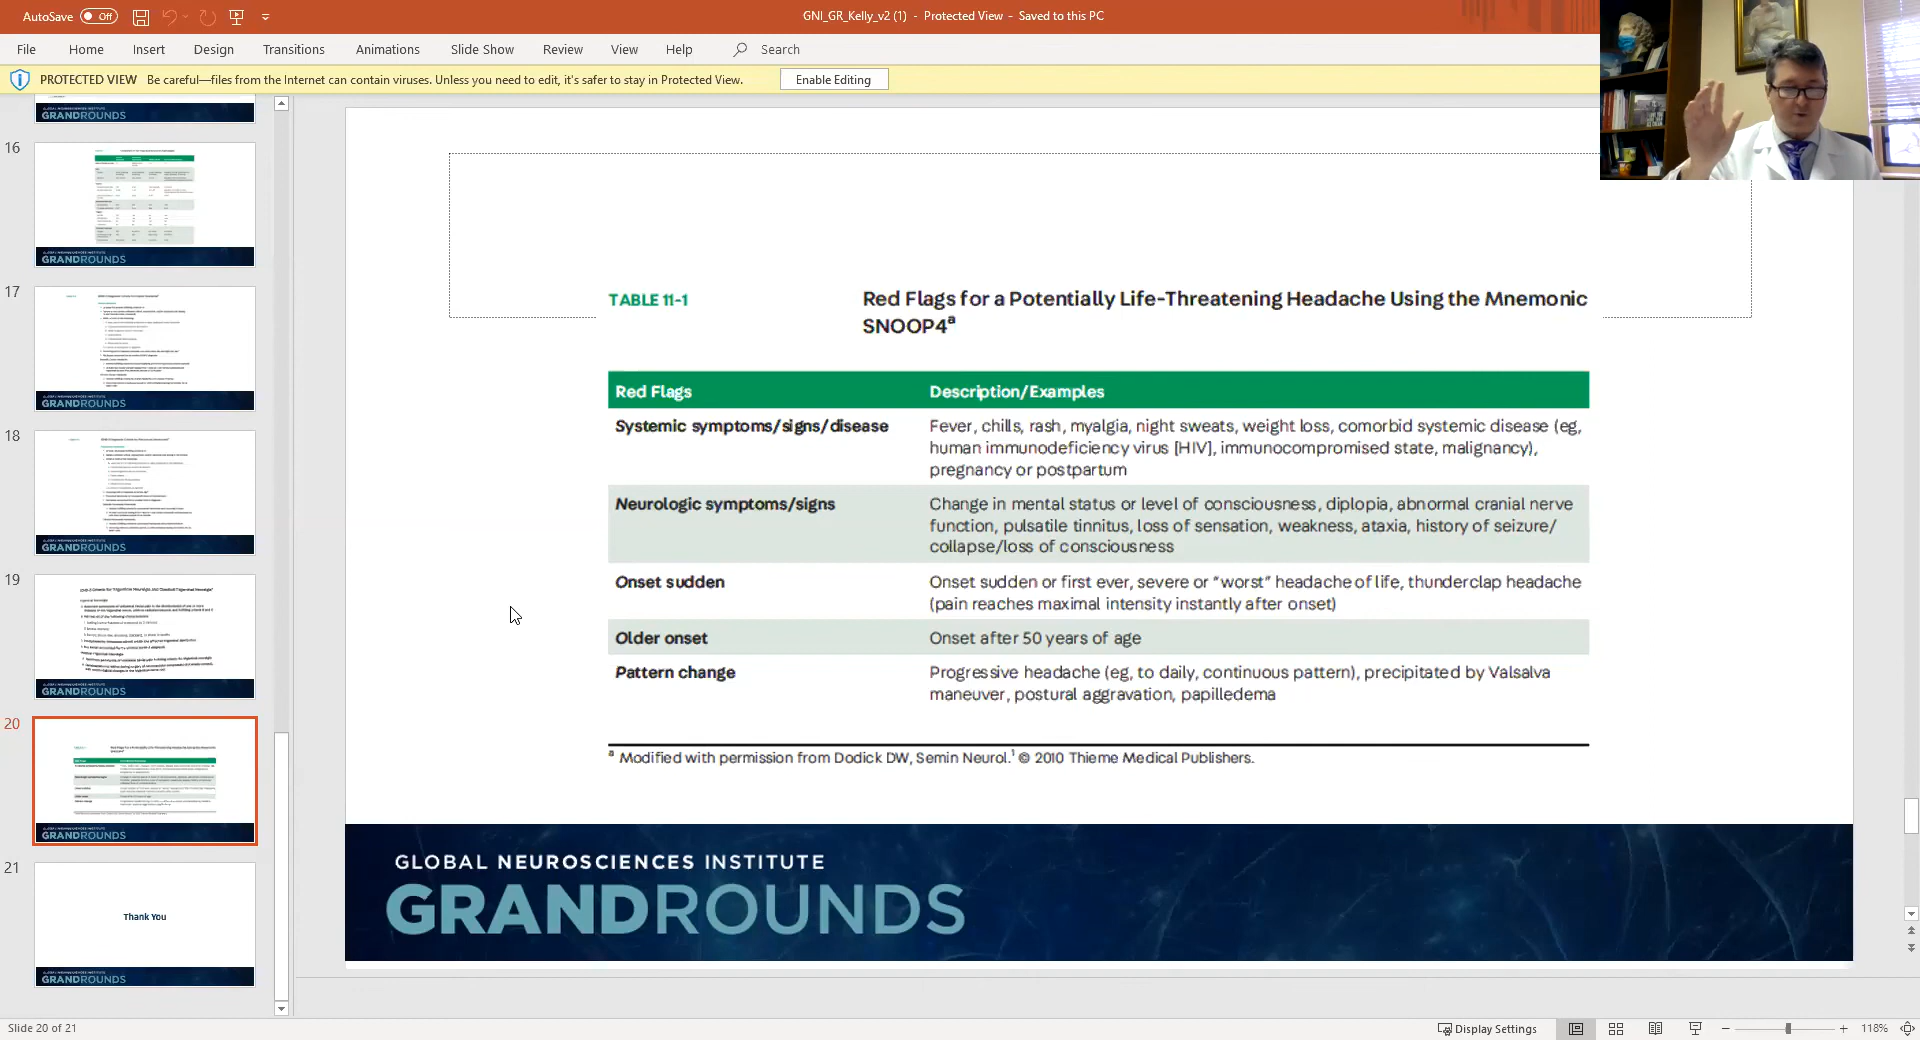 AutoSave Off
GNI_GR_Kelly_v2 (1) - Protected View - Saved to this PC
File Home Insert Design Transitions Animations Slide Show Review View Help Search
PROTECTED VIEW Be careful—files from the Internet can contain viruses. Unless you need to edit, it's safer to stay in Protected View. Enable Editing
GRANDROUNDS
16
GRANDROUNDS
17
GRANDROUNDS
18
GRANDROUNDS
19
GRANDROUNDS
20
GRANDROUNDS
21
Thank You
GRANDROUNDS
TABLE 11-1
Red Flags for a Potentially Life-Threatening Headache Using the Mnemonic
SNOOP4a
Red Flags Description/Examples
Systemic symptoms/signs/disease Fever, chills, rash, myalgia, night sweats, weight loss, comorbid systemic disease (eg,
human immunodeficiency virus [HIV], immunocompromised state, malignancy),
pregnancy or postpartum
Neurologic symptoms/signs Change in mental status or level of consciousness, diplopia, abnormal cranial nerve
function, pulsatile tinnitus, loss of sensation, weakness, ataxia, history of seizure/
collapse/loss of consciousness
Onset sudden Onset sudden or first ever, severe or “worst” headache of life, thunderclap headache
(pain reaches maximal intensity instantly after onset)
Older onset Onset after 50 years of age
Pattern change Progressive headache (eg, to daily, continuous pattern), precipitated by Valsalva
maneuver, postural aggravation, papilledema
a Modified with permission from Dodick DW, Semin Neurol.1 © 2010 Thieme Medical Publishers.
GLOBAL NEUROSCIENCES INSTITUTE
GRANDROUNDS
Slide 20 of 21
Display Settings
118%